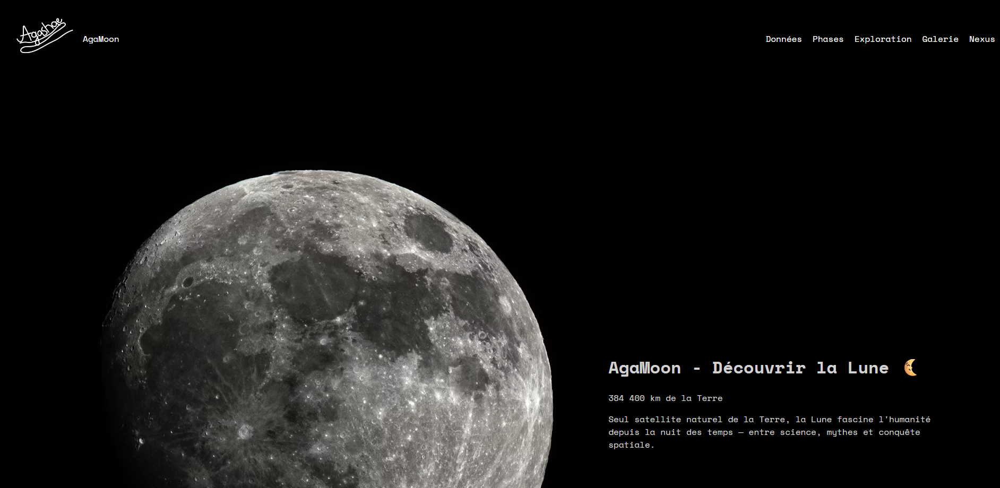 Agashae
AgaMoon
Données Phases Exploration Galerie Nexus
AgaMoon - Découvrir la Lune
384 400 km de la Terre
Seul satellite naturel de la Terre, la Lune fascine l'humanité
depuis la nuit des temps — entre science, mythes et conquête
spatiale.